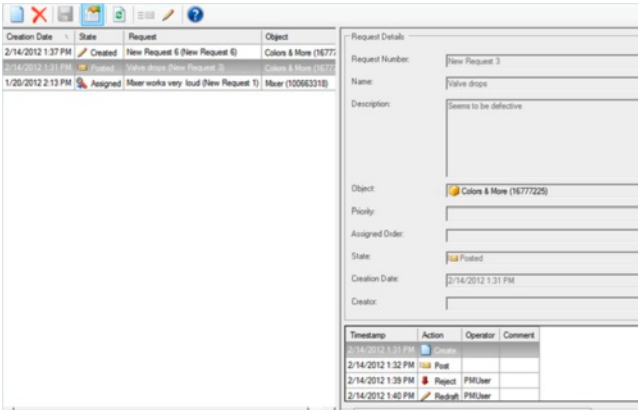 Creation Date State Request Object
2/14/2012 1:37 PM Created New Request 6 (New Request 6) Colors & More (16777
2/14/2012 1:31 PM Posted Valve drops (New Request 3) Colors & More (16777
1/20/2012 2:13 PM Assigned Mixer works very loud (New Request 1) Mixer (100663318)
Request Details
Request Number: New Request 3
Name: Valve drops
Description: Seems to be defective
Object: Colors & More (16777225)
Priority:
Assigned Order:
State: Posted
Creation Date: 2/14/2012 1:31 PM
Creator:
Timestamp Action Operator Comment
2/14/2012 1:31 PM Create
2/14/2012 1:32 PM Post
2/14/2012 1:39 PM Reject PMUser
2/14/2012 1:40 PM Redraft PMUser